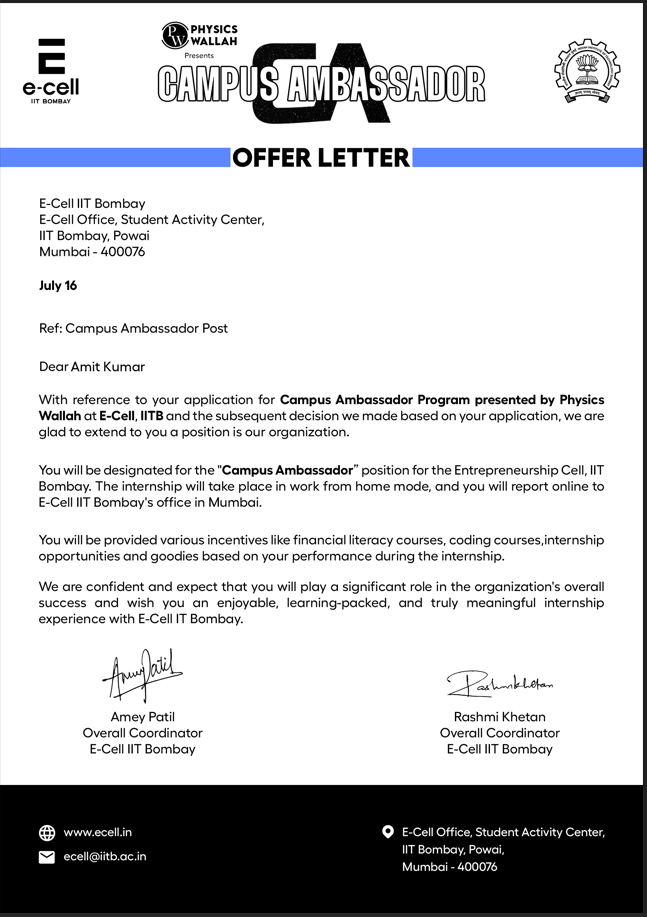 PHYSICS
WALLAH
Presents
CA
CAMPUS AMBASSADOR
e-cell
IIT BOMBAY
OFFER LETTER
E-Cell IIT Bombay
E-Cell Office, Student Activity Center,
IIT Bombay, Powai
Mumbai - 400076
July 16
Ref: Campus Ambassador Post
Dear Amit Kumar
With reference to your application for Campus Ambassador Program presented by Physics
Wallah at E-Cell, IITB and the subsequent decision we made based on your application, we are
glad to extend to you a position is our organization.
You will be designated for the "Campus Ambassador" position for the Entrepreneurship Cell, IIT
Bombay. The internship will take place in work from home mode, and you will report online to
E-Cell IIT Bombay's office in Mumbai.
You will be provided various incentives like financial literacy courses, coding courses,internship
opportunities and goodies based on your performance during the internship.
We are confident and expect that you will play a significant role in the organization's overall
success and wish you an enjoyable, learning-packed, and truly meaningful internship
experience with E-Cell IT Bombay.
Amey Patil
Overall Coordinator
E-Cell IIT Bombay
Rashmi Khetan
Overall Coordinator
E-Cell IIT Bombay
www.ecell.in
ecell@iitb.ac.in
E-Cell Office, Student Activity Center,
IIT Bombay, Powai,
Mumbai - 400076